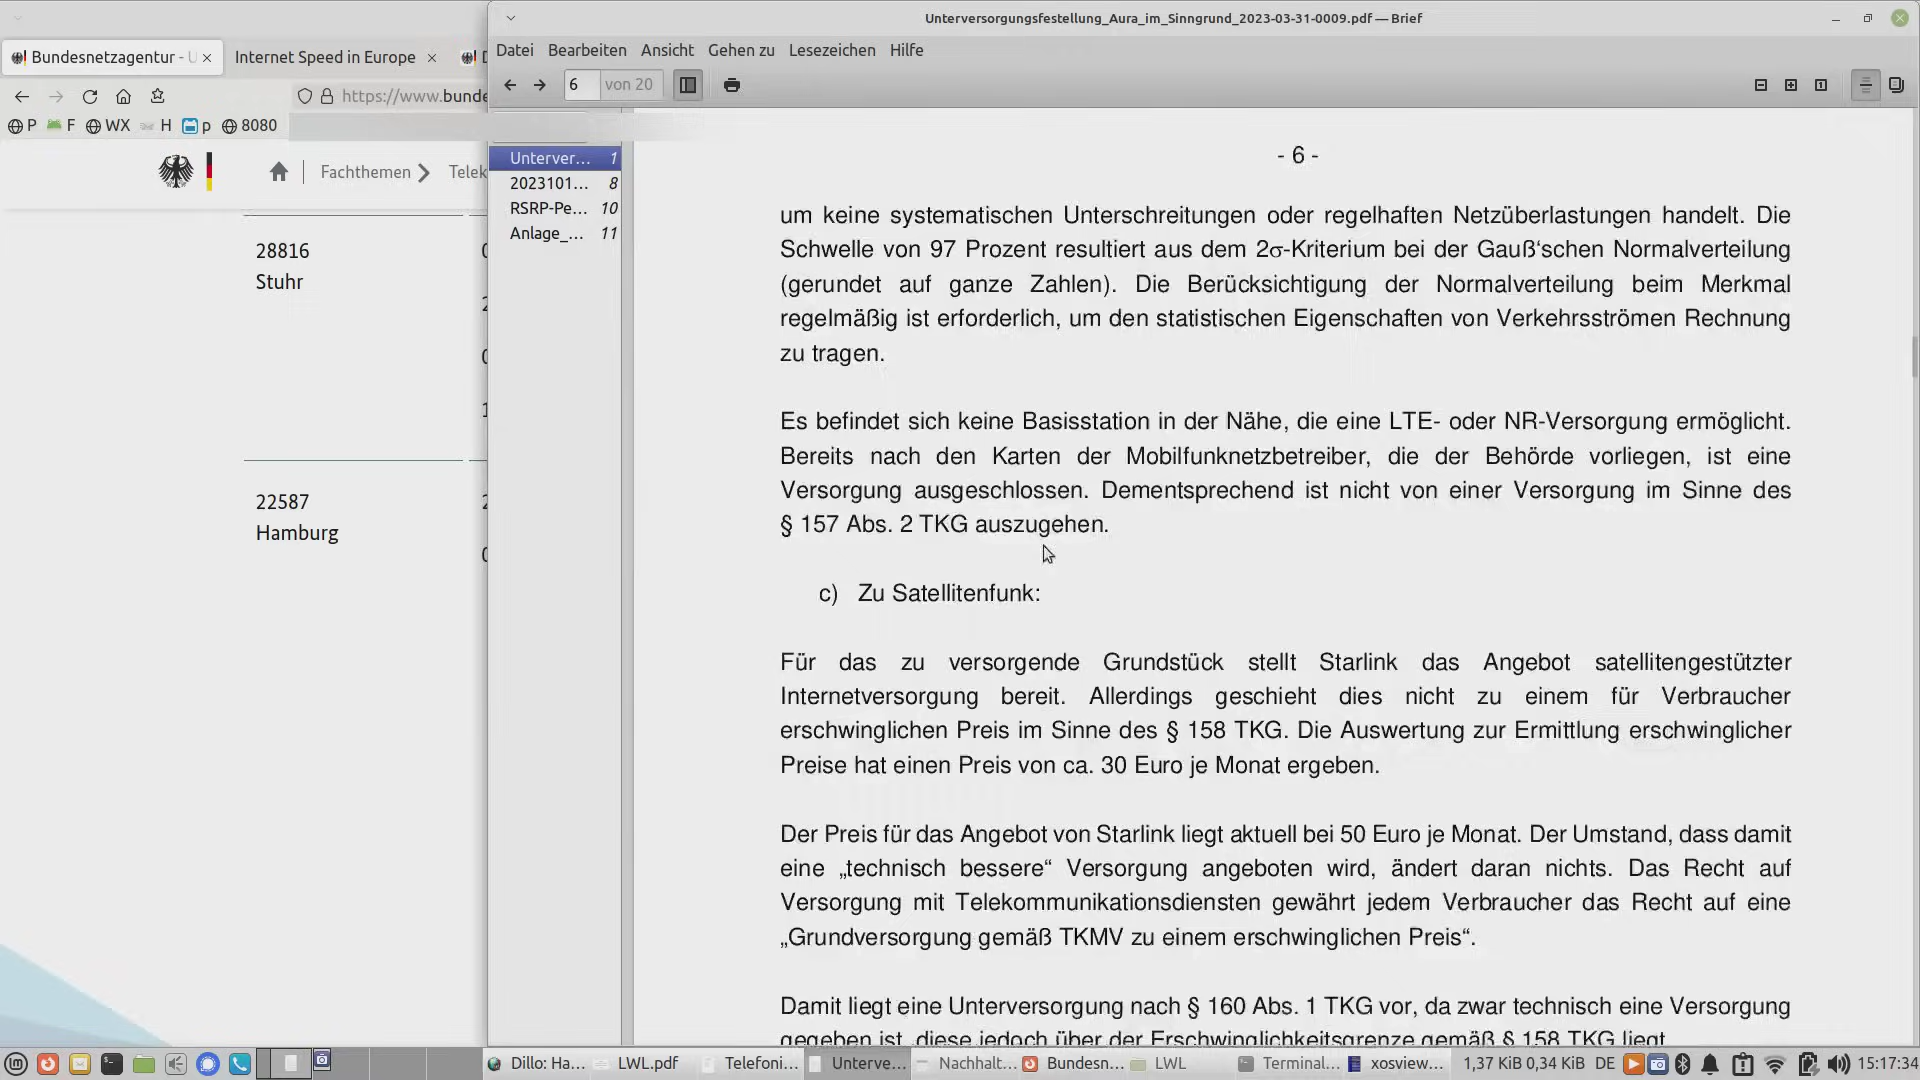 Unterversorgungsfestellung_Aura_im_Sinngrund_2023-03-31-0009.pdf — Brief
Bundesnetzagentur - U
Internet Speed in Europe
Datei Bearbeiten Ansicht Gehen zu Lesezeichen Hilfe
6 von 20
https://www.bunde
P F WX H p 8080
Fachthemen
Telek
28816
Stuhr
22587
Hamburg
Unterver... 1
2023101... 8
RSRP-Pe... 10
Anlage_... 11
- 6 -
um keine systematischen Unterschreitungen oder regelhaften Netzüberlastungen handelt. Die
Schwelle von 97 Prozent resultiert aus dem 2σ-Kriterium bei der Gauß‘schen Normalverteilung
(gerundet auf ganze Zahlen). Die Berücksichtigung der Normalverteilung beim Merkmal
regelmäßig ist erforderlich, um den statistischen Eigenschaften von Verkehrsströmen Rechnung
zu tragen.
Es befindet sich keine Basisstation in der Nähe, die eine LTE- oder NR-Versorgung ermöglicht.
Bereits nach den Karten der Mobilfunknetzbetreiber, die der Behörde vorliegen, ist eine
Versorgung ausgeschlossen. Dementsprechend ist nicht von einer Versorgung im Sinne des
§ 157 Abs. 2 TKG auszugehen.
c) Zu Satellitenfunk:
Für das zu versorgende Grundstück stellt Starlink das Angebot satellitengestützter
Internetversorgung bereit. Allerdings geschieht dies nicht zu einem für Verbraucher
erschwinglichen Preis im Sinne des § 158 TKG. Die Auswertung zur Ermittlung erschwinglicher
Preise hat einen Preis von ca. 30 Euro je Monat ergeben.
Der Preis für das Angebot von Starlink liegt aktuell bei 50 Euro je Monat. Der Umstand, dass damit
eine „technisch bessere“ Versorgung angeboten wird, ändert daran nichts. Das Recht auf
Versorgung mit Telekommunikationsdiensten gewährt jedem Verbraucher das Recht auf eine
„Grundversorgung gemäß TKMV zu einem erschwinglichen Preis“.
Damit liegt eine Unterversorgung nach § 160 Abs. 1 TKG vor, da zwar technisch eine Versorgung
gegeben ist, diese jedoch über der Erschwinglichkeitsgrenze gemäß § 158 TKG liegt
Dillo: Ha... LWL.pdf Telefoni... Unterve... Nachhalt... Bundesn... LWL Terminal... xosview... 1,37 KiB 0,34 KiB DE 15:17:34